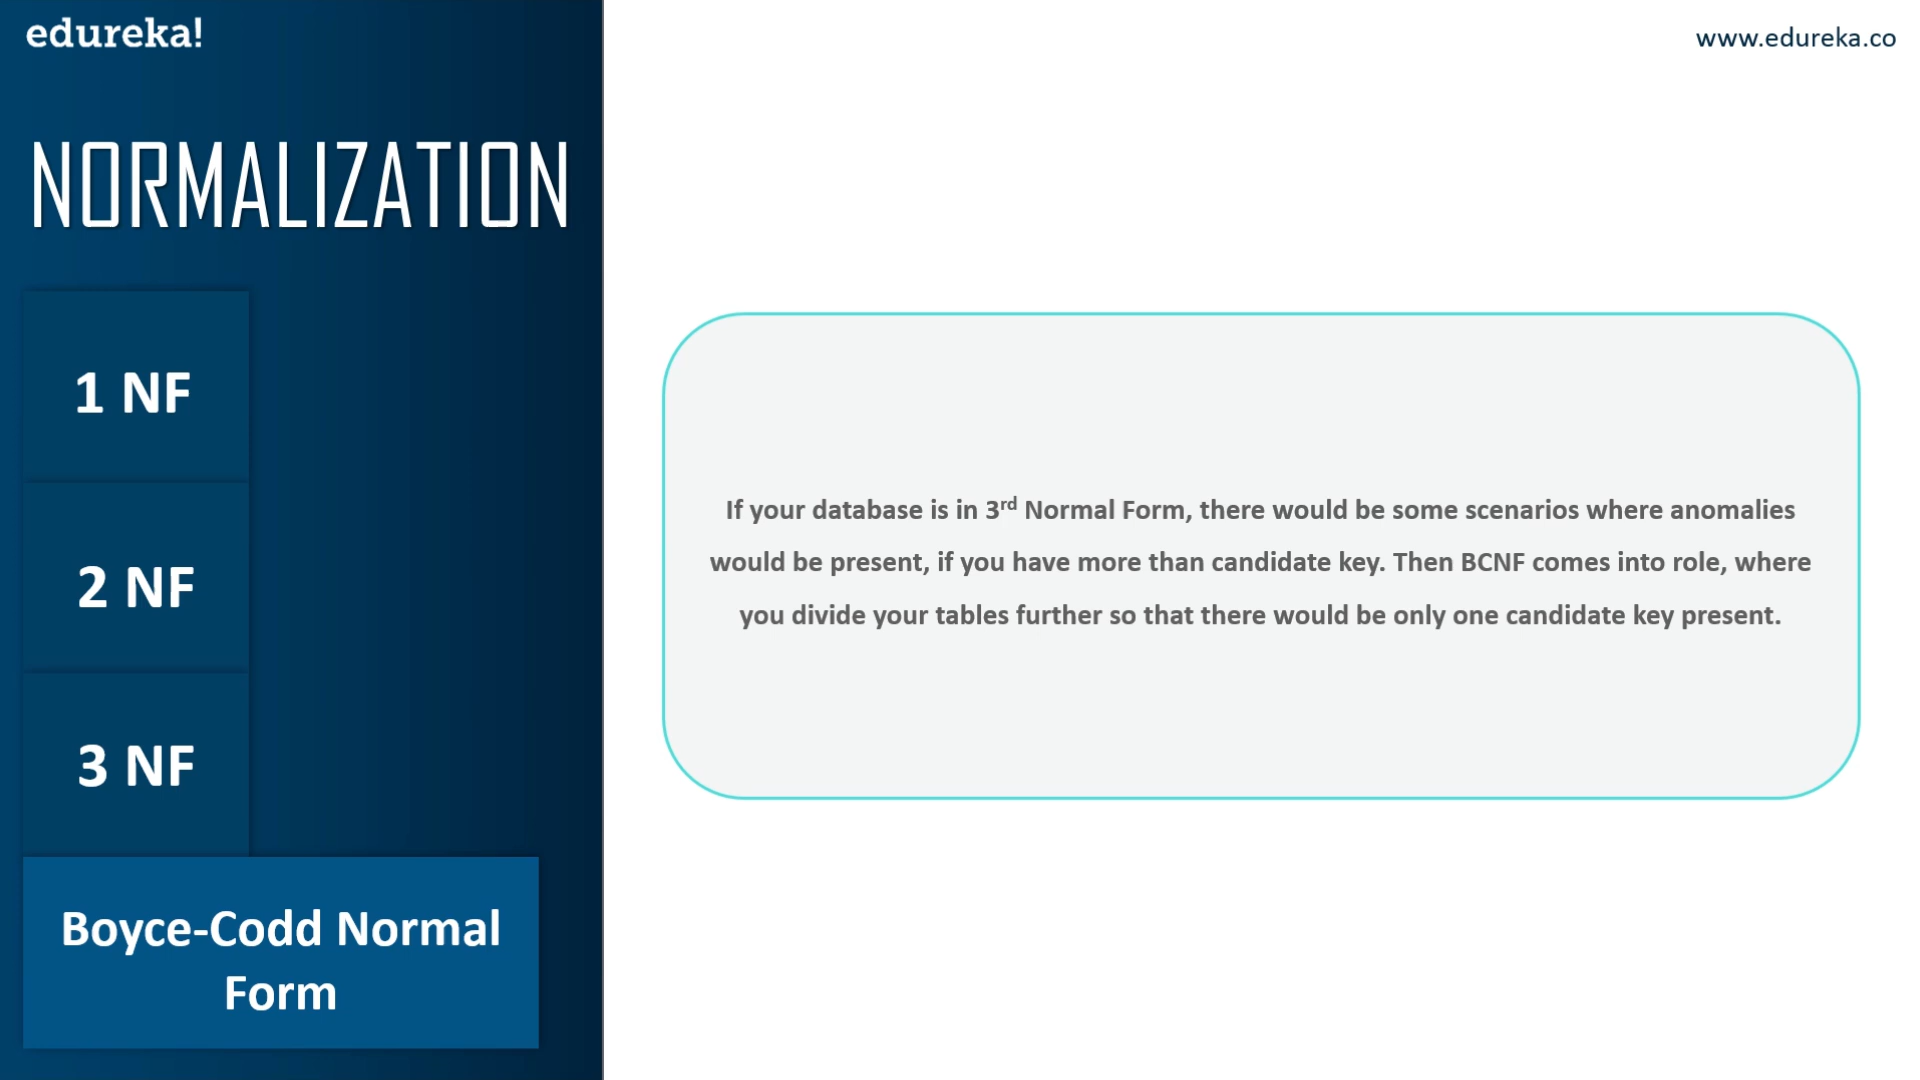 edureka!
www.edureka.co
NORMALIZATION
1 NF
2 NF
3 NF
Boyce-Codd Normal
Form
If your database is in 3rd Normal Form, there would be some scenarios where anomalies
would be present, if you have more than candidate key. Then BCNF comes into role, where
you divide your tables further so that there would be only one candidate key present.